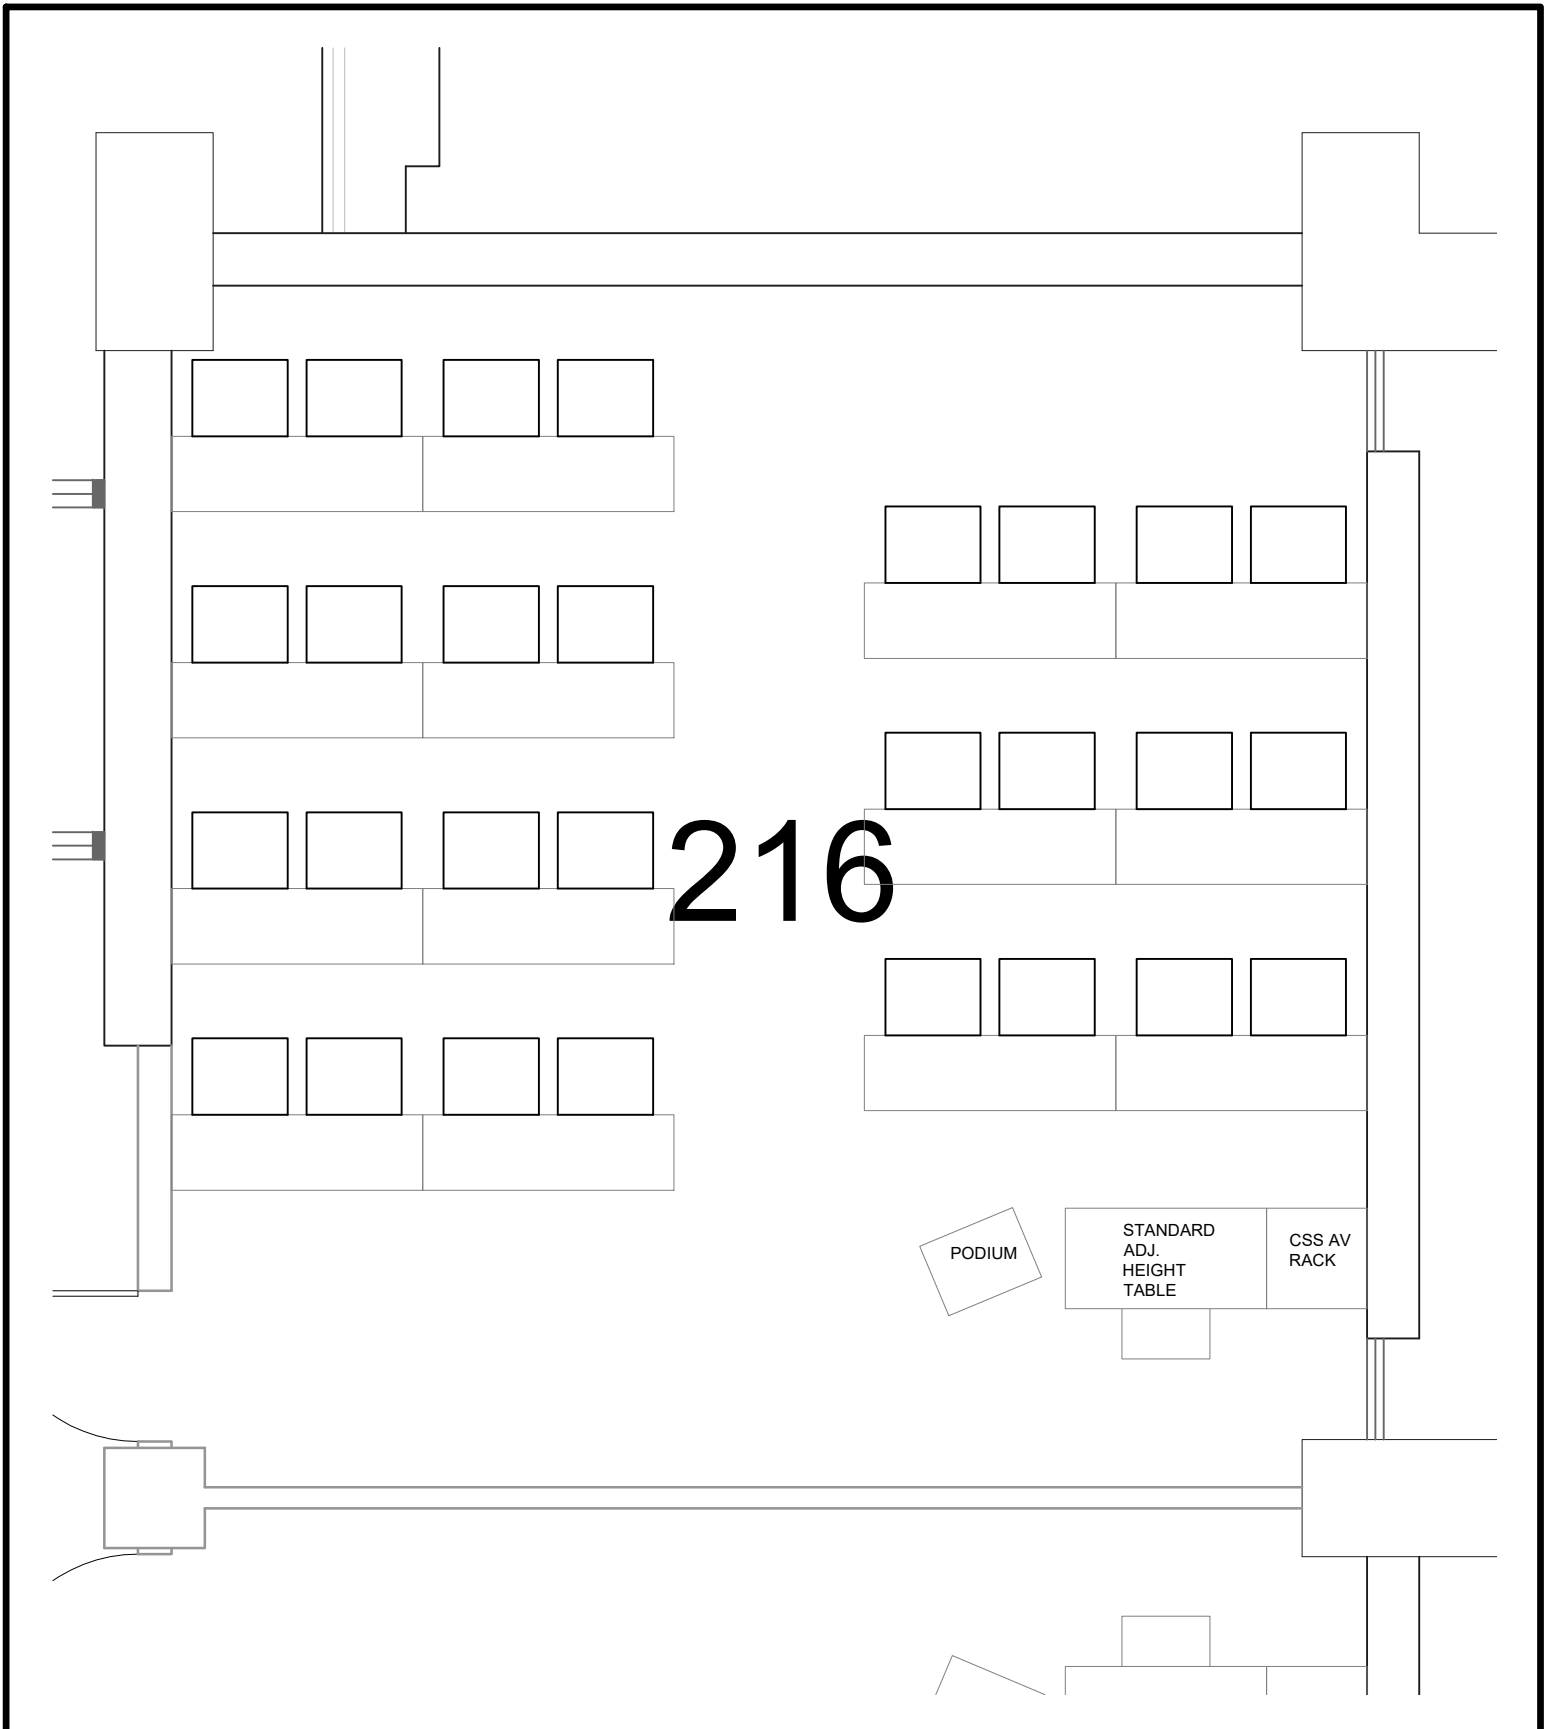 216
PODIUM
STANDARD
ADJ.
HEIGHT
TABLE
CSS AV
RACK